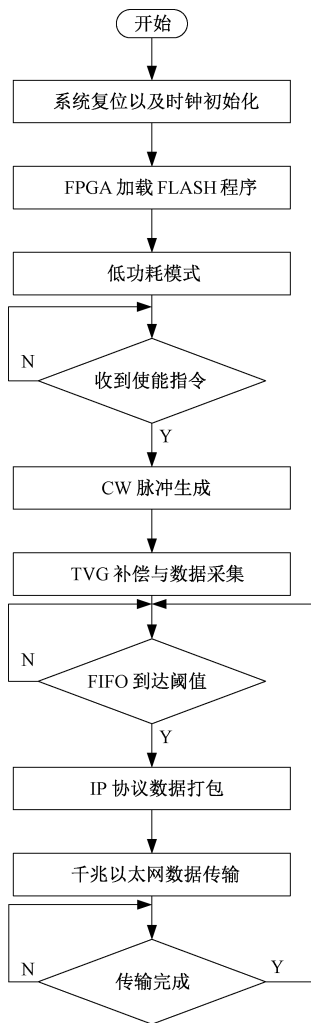 开始
系统复位以及时钟初始化
FPGA 加载 FLASH 程序
低功耗模式
N
收到使能指令
Y
CW 脉冲生成
TVG 补偿与数据采集
N
FIFO 到达阈值
Y
IP 协议数据打包
千兆以太网数据传输
N
传输完成
Y